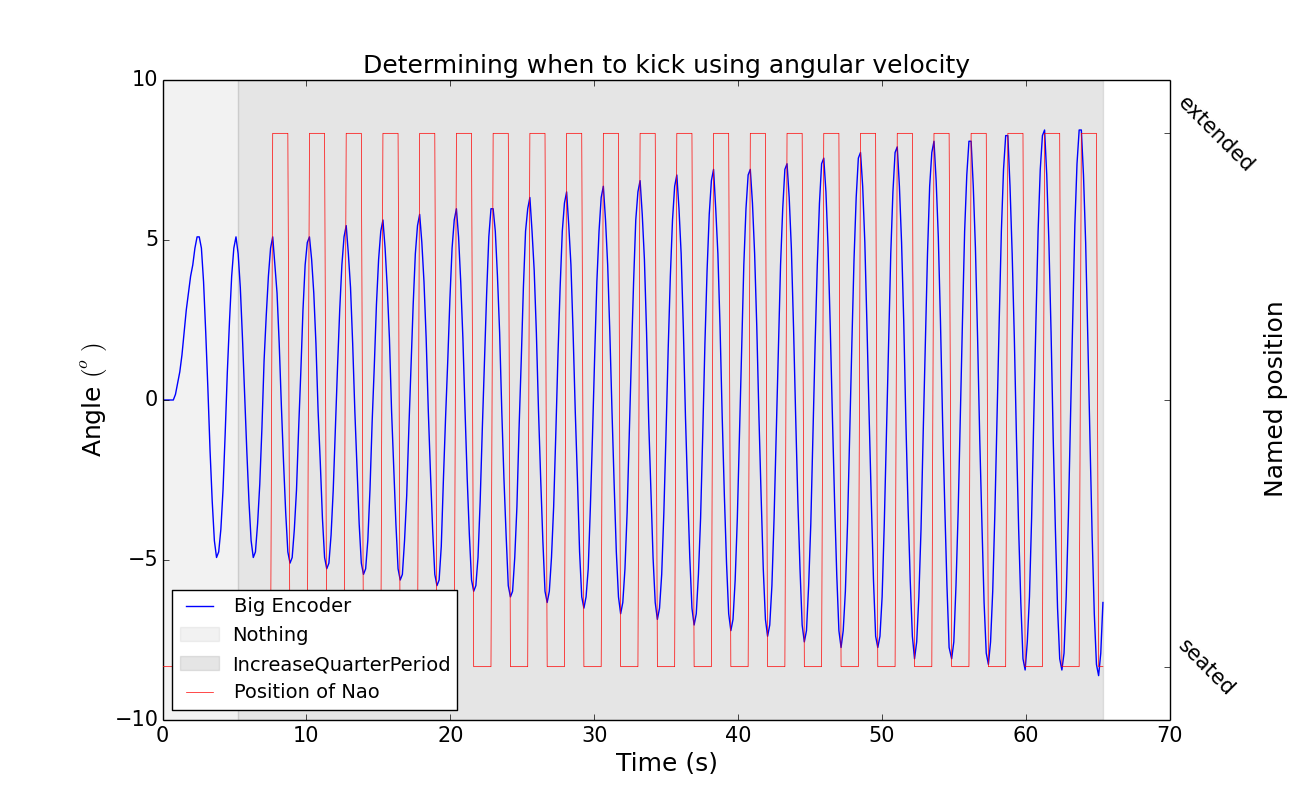 Determining when to kick using angular velocity
10
5
0
−5
−10
Angle (o)
0 10 20 30 40 50 60 70
Time (s)
extended
seated
Named position
Big Encoder
Nothing
IncreaseQuarterPeriod
Position of Nao